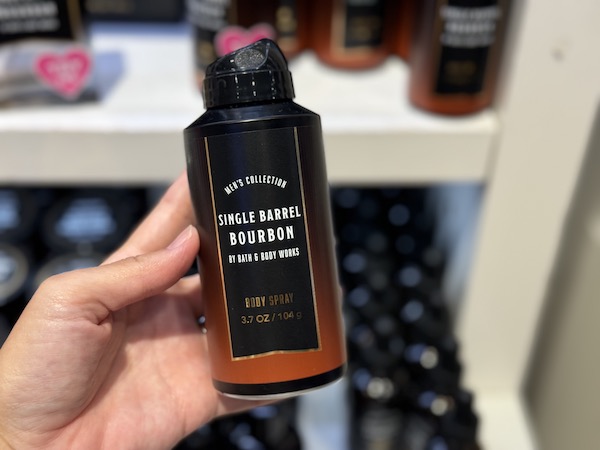 MEN'S COLLECTION
SINGLE BARREL
BOURBON
BY BATH & BODY WORKS
BODY SPRAY
3.7 OZ / 104 g